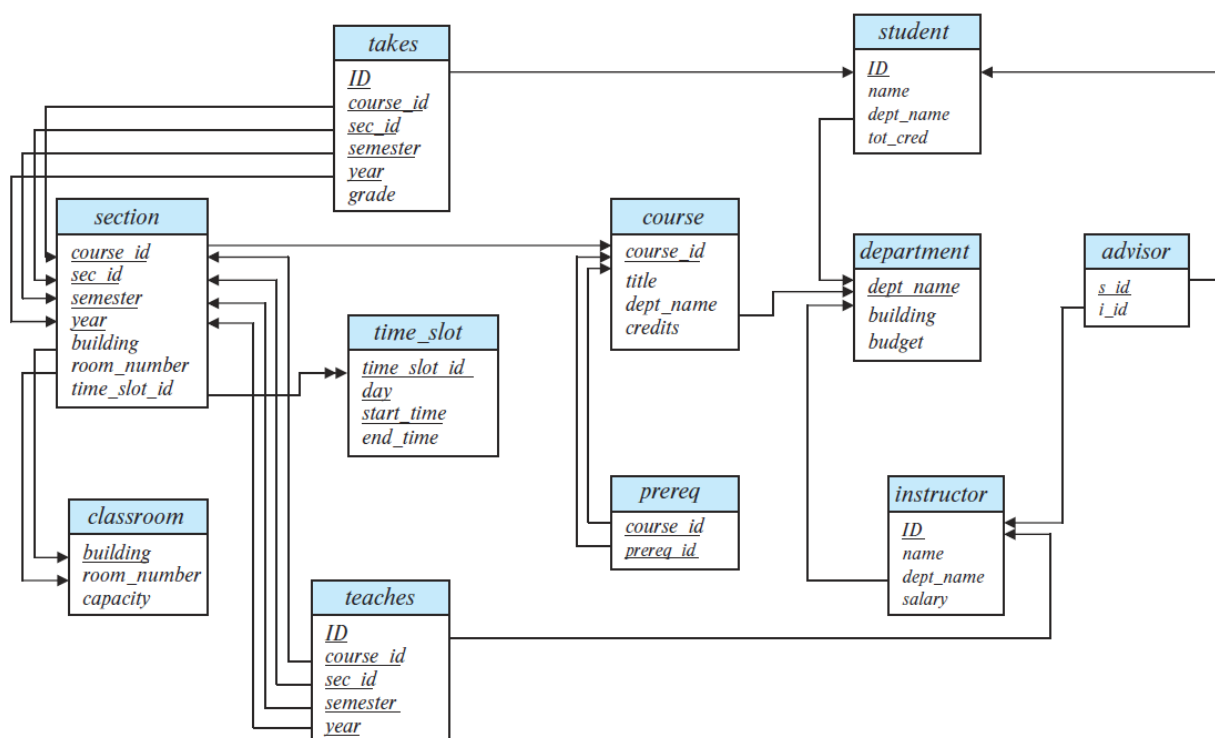 takes
ID
course_id
sec_id
semester
year
grade
student
ID
name
dept_name
tot_cred
section
course_id
sec_id
semester
year
building
room_number
time_slot_id
course
course_id
title
dept_name
credits
department
dept_name
building
budget
advisor
s_id
i_id
time_slot
time_slot_id
day
start_time
end_time
prereq
course_id
prereq_id
instructor
ID
name
dept_name
salary
classroom
building
room_number
capacity
teaches
ID
course_id
sec_id
semester
year